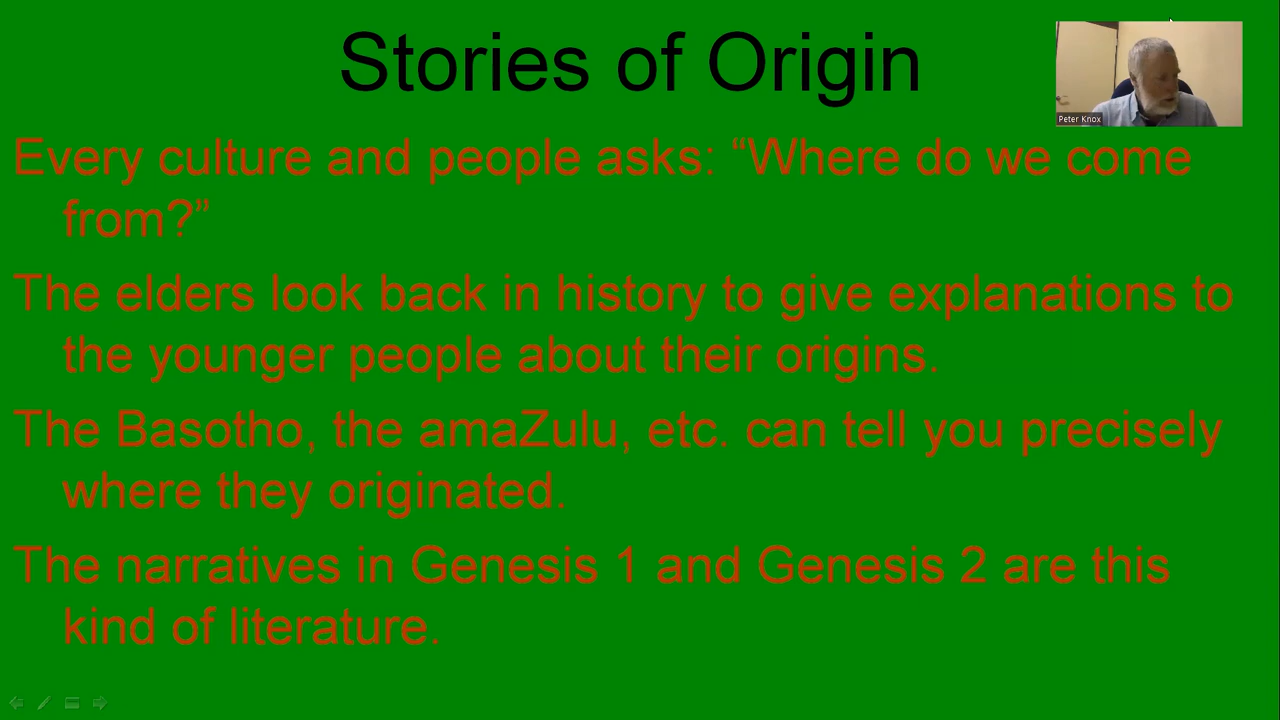 Stories of Origin
Peter Knox
Every culture and people asks: “Where do we come
from?”
The elders look back in history to give explanations to
the younger people about their origins.
The Basotho, the amaZulu, etc. can tell you precisely
where they originated.
The narratives in Genesis 1 and Genesis 2 are this
kind of literature.